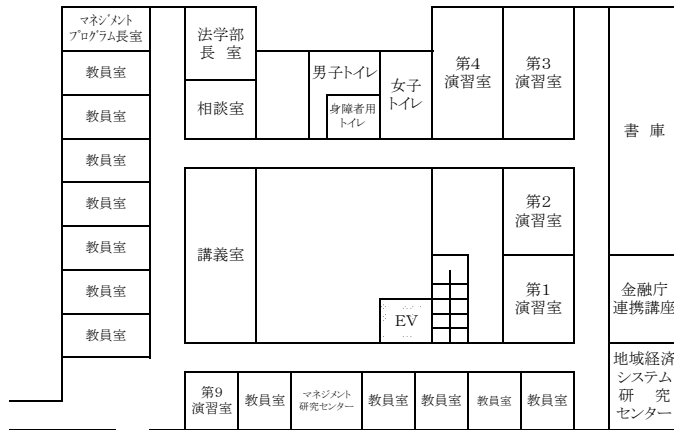 マネジメント
プログラム長室
教員室
教員室
教員室
教員室
教員室
教員室
教員室
法学部
長 室
相談室
男子トイレ
身障者用
トイレ
女子
トイレ
第4
演習室
第3
演習室
書 庫
講義室
EV
第2
演習室
第1
演習室
金融庁
連携講座
地域経済
システム
研 究
センター
第9
演習室
教員室
マネジメント
研究センター
教員室
教員室
教員室
教員室